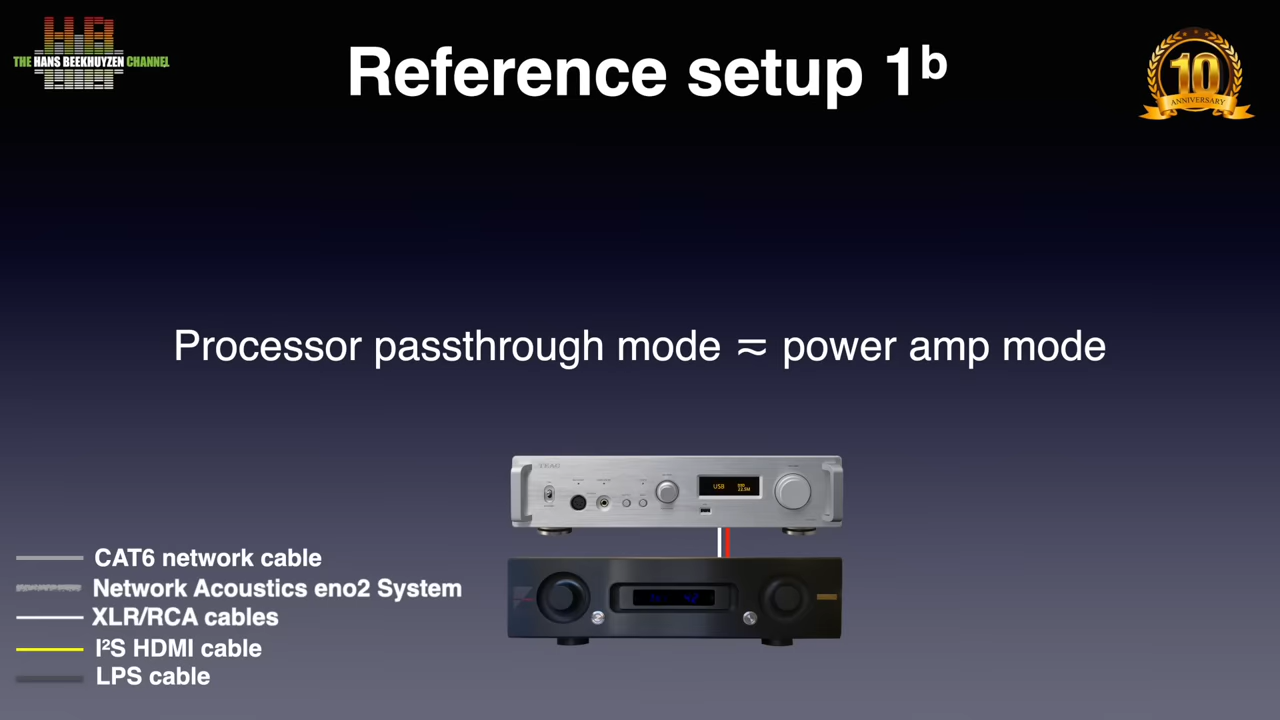 THE HANS BEEKHUYZEN CHANNEL
Reference setup 1ᵇ
10
ANNIVERSARY
Processor passthrough mode ≂ power amp mode
TEAC
USB
CAT6 network cable
Network Acoustics eno2 System
XLR/RCA cables
I²S HDMI cable
LPS cable